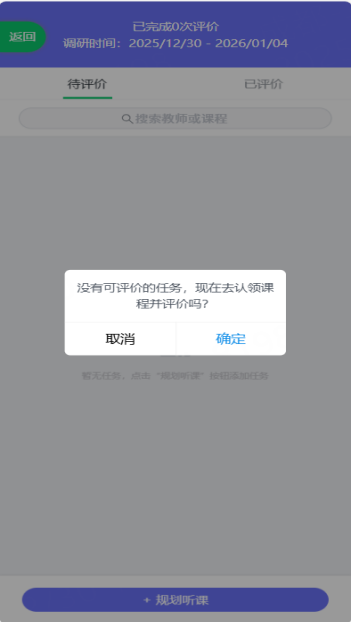 已完成0次评价
返回
调研时间：2025/12/30 - 2026/01/04
待评价
已评价
搜索教师或课程
没有可评价的任务，现在去认领课
程并评价吗?
取消
确定
暂无任务，点击“规划听课”按钮添加任务
+ 规划听课